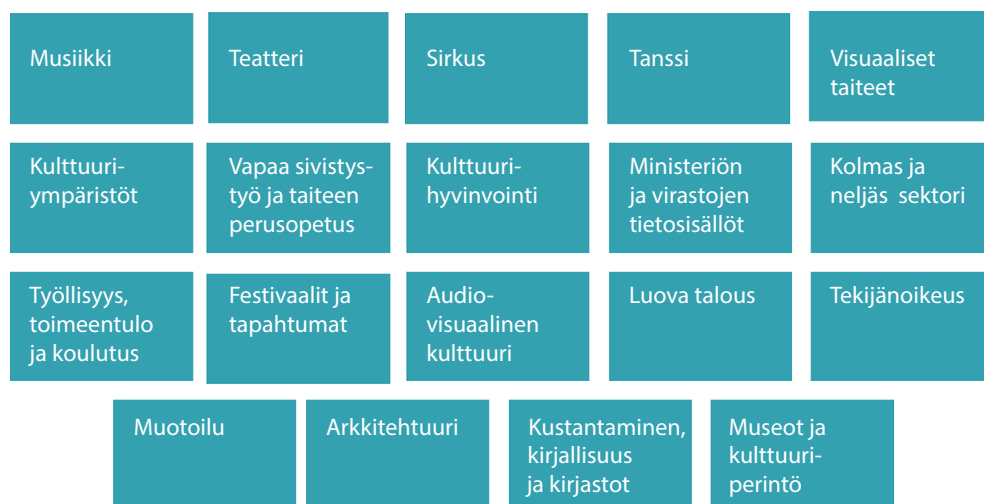 Musiikki
Teatteri
Sirkus
Tanssi
Visuaaliset
taiteet
Kulttuuri-
ympäristöt
Vapaa sivistys-
työ ja taiteen
perusopetus
Kulttuuri-
hyvinvointi
Ministeriön
ja virastojen
tietosisällöt
Kolmas ja
neljäs sektori
Työllisyys,
toimeentulo
ja koulutus
Festivaalit ja
tapahtumat
Audio-
visuaalinen
kulttuuri
Luova talous
Tekijänoikeus
Muotoilu
Arkkitehtuuri
Kustantaminen,
kirjallisuus
ja kirjastot
Museot ja
kulttuuri-
perintö